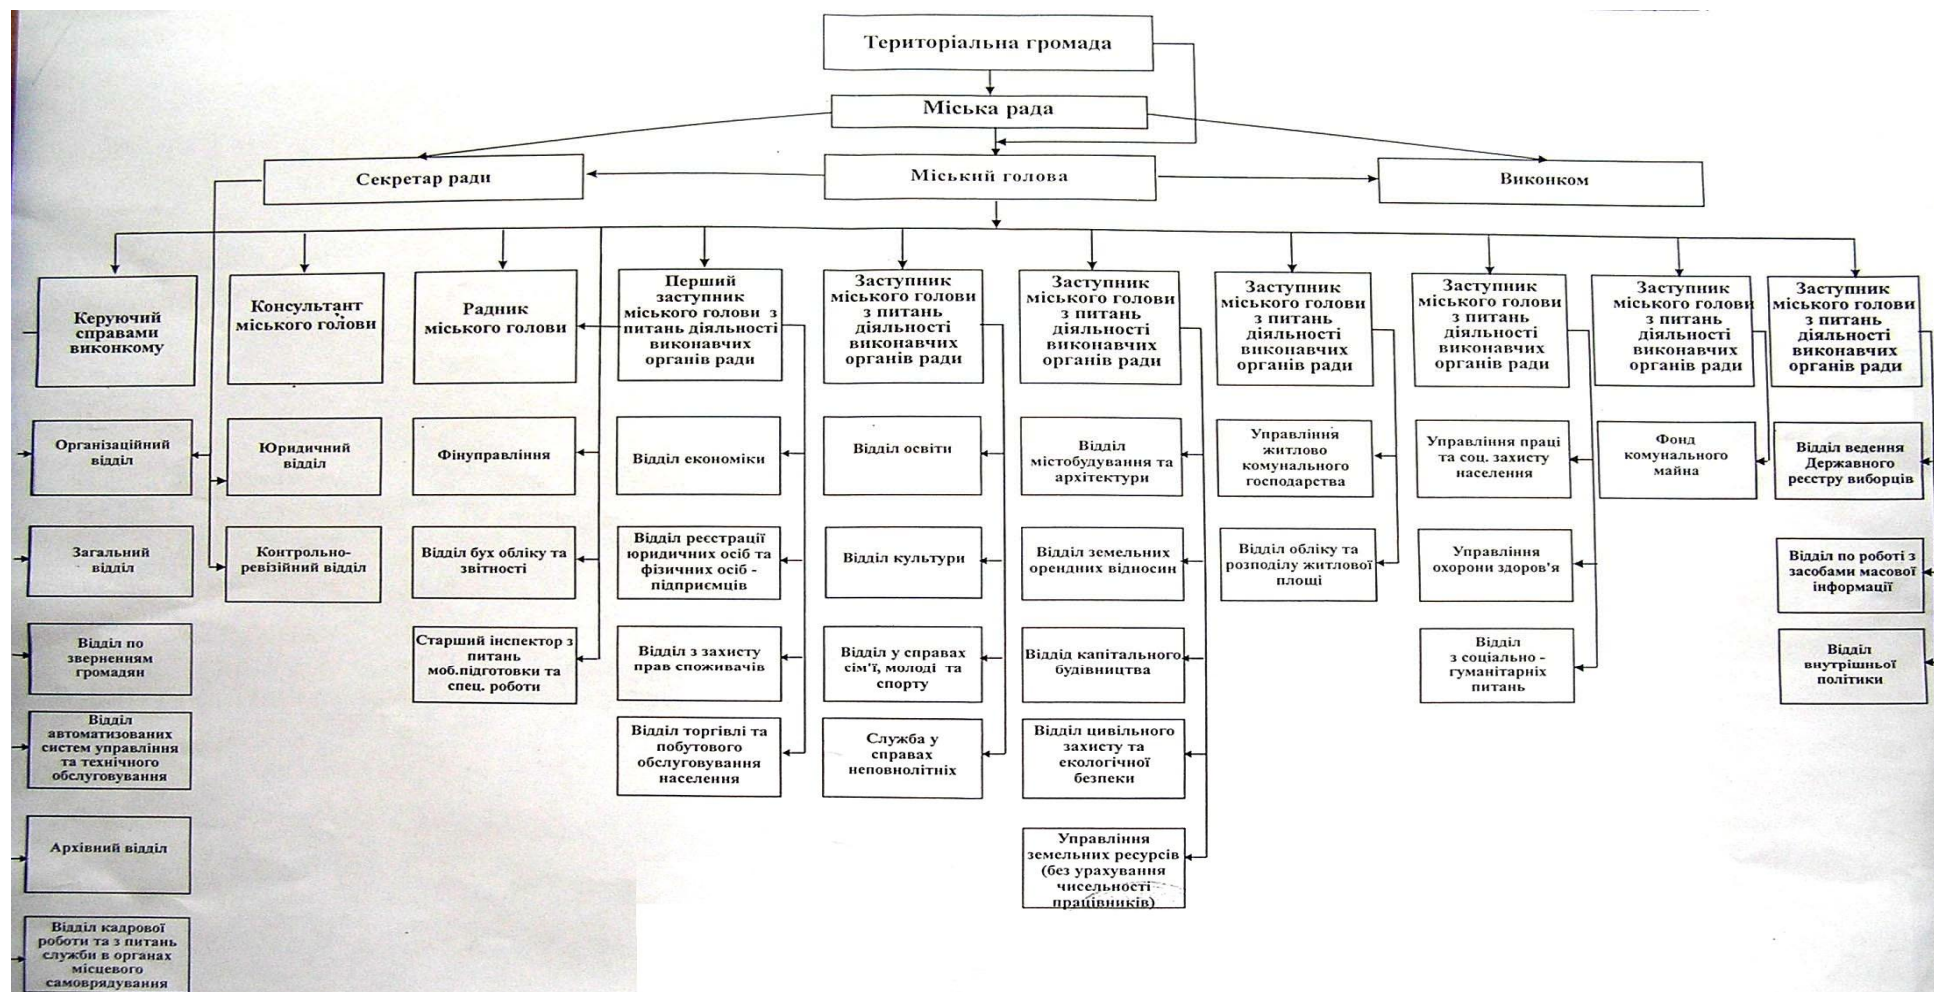 Територіальна громада
Міська рада
Секретар ради
Міський голова
Виконком
Керуючий
справами
виконкому
Консультант
міського голови
Радник
міського голови
Перший
заступник
міського голови з
питань діяльності
виконавчих
органів ради
Заступник
міського голови
з питань
діяльності
виконавчих
органів ради
Заступник
міського голови
з питань
діяльності
виконавчих
органів ради
Заступник
міського голови
з питань
діяльності
виконавчих
органів ради
Заступник
міського голови
з питань
діяльності
виконавчих
органів ради
Заступник
міського голови
з питань
діяльності
виконавчих
органів ради
Заступник
міського голови
з питань
діяльності
виконавчих
органів ради
Організаційний
відділ
Юридичний
відділ
Фінуправління
Відділ економіки
Відділ освіти
Відділ
містобудування та
архітектури
Управління
житлово
комунального
господарства
Управління праці
та соц. захисту
населення
Фонд
комунального
майна
Відділ ведення
Державного
реєстру виборців
Загальний
відділ
Контрольно-
ревізійний відділ
Відділ бух обліку та
звітності
Відділ реєстрації
юридичних осіб та
фізичних осіб -
підприємців
Відділ культури
Відділ земельних
орендних відносин
Відділ обліку та
розподілу житлової
площі
Управління
охорони здоров'я
Відділ по роботі з
засобами масової
інформації
Відділ по
зверненням
громадян
Старший інспектор з
питань
моб.підготовки та
спец. роботи
Відділ з захисту
прав споживачів
Відділ у справах
сім'ї, молоді та
спорту
Віддід капітального
будівництва
Відділ
з соціально -
гуманітарніх
питань
Відділ
внутрішньої
політики
Відділ
автоматизованих
систем управління
та технічного
обслуговування
Відділ торгівлі та
побутового
обслуговування
населення
Служба у
справах
неповнолітніх
Відділ цивільного
захисту та
екологічної
безпеки
Архівний відділ
Управління
земельних ресурсів
(без урахування
чисельності
працівників)
Відділ кадрової
роботи та з питань
служби в органах
місцевого
самоврядування